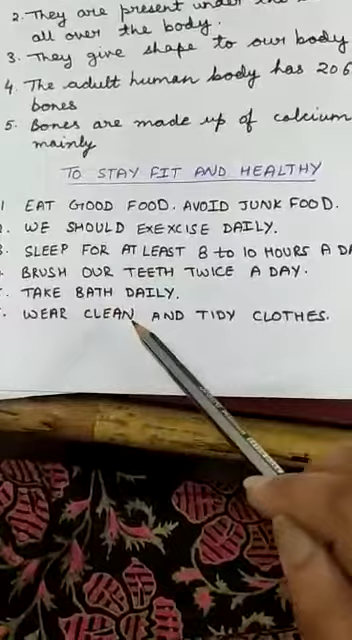 2. They are present under the
all over the body.
3. They give shape to our body
4. The adult human body has 206
bones
5. Bones are made up of calcium
mainly
TO STAY FIT AND HEALTHY
1 EAT GOOD FOOD. AVOID JUNK FOOD.
2. WE SHOULD EXEXCISE DAILY.
3. SLEEP FOR AT LEAST 8 to 10 HOURS A DA
BRUSH OUR TEETH TWICE A DAY.
TAKE BATH DAILY.
WEAR CLEAN AND TIDY CLOTHES.